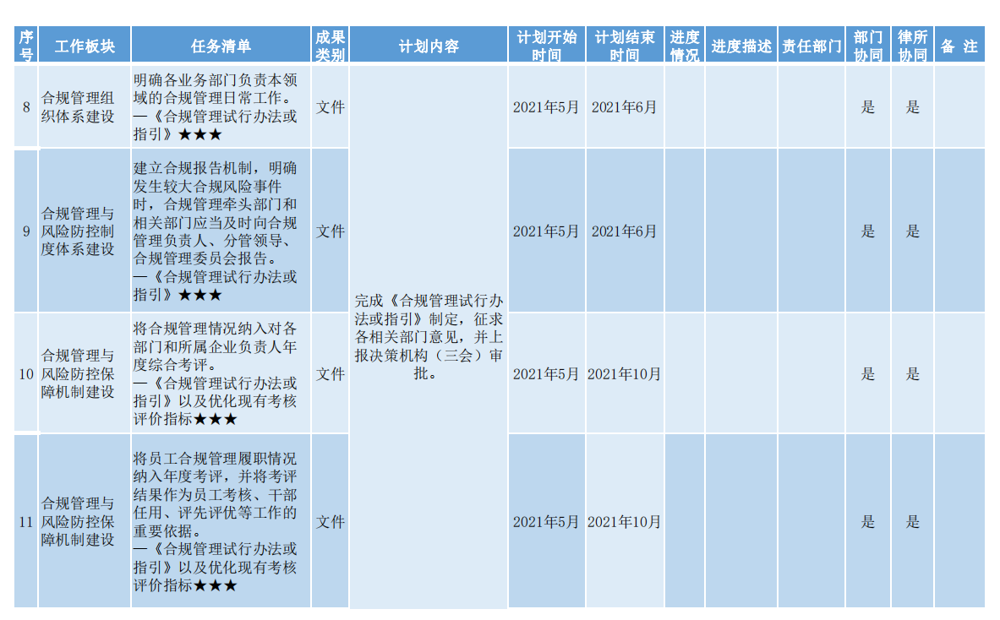 序号
工作板块
任务清单
成果类别
计划内容
计划开始时间
计划结束时间
进度情况
进度描述
责任部门
部门协同
律所协同
备 注
8
合规管理组
织体系建设
明确各业务部门负责本领
域的合规管理日常工作。
—《合规管理试行办法或
指引》★★★
文件
2021年5月
2021年6月
是
是
9
合规管理与
风险防控制
度体系建设
建立合规报告机制，明确
发生较大合规风险事件
时，合规管理牵头部门和
相关部门应当及时向合规
管理负责人、分管领导、
合规管理委员会报告。
—《合规管理试行办法或
指引》★★★
文件
2021年5月
2021年6月
是
是
完成《合规管理试行办
法或指引》制定，征求
各相关部门意见，并上
报决策机构（三会）审
批。
10
合规管理与
风险防控保
障机制建设
将合规管理情况纳入对各
部门和所属企业负责人年
度综合考评。
—《合规管理试行办法或
指引》以及优化现有考核
评价指标★★★
文件
2021年5月
2021年10月
是
是
11
合规管理与
风险防控保
障机制建设
将员工合规管理履职情况
纳入年度考评，并将考评
结果作为员工考核、干部
任用、评先评优等工作的
重要依据。
—《合规管理试行办法或
指引》以及优化现有考核
评价指标★★★
文件
2021年5月
2021年10月
是
是